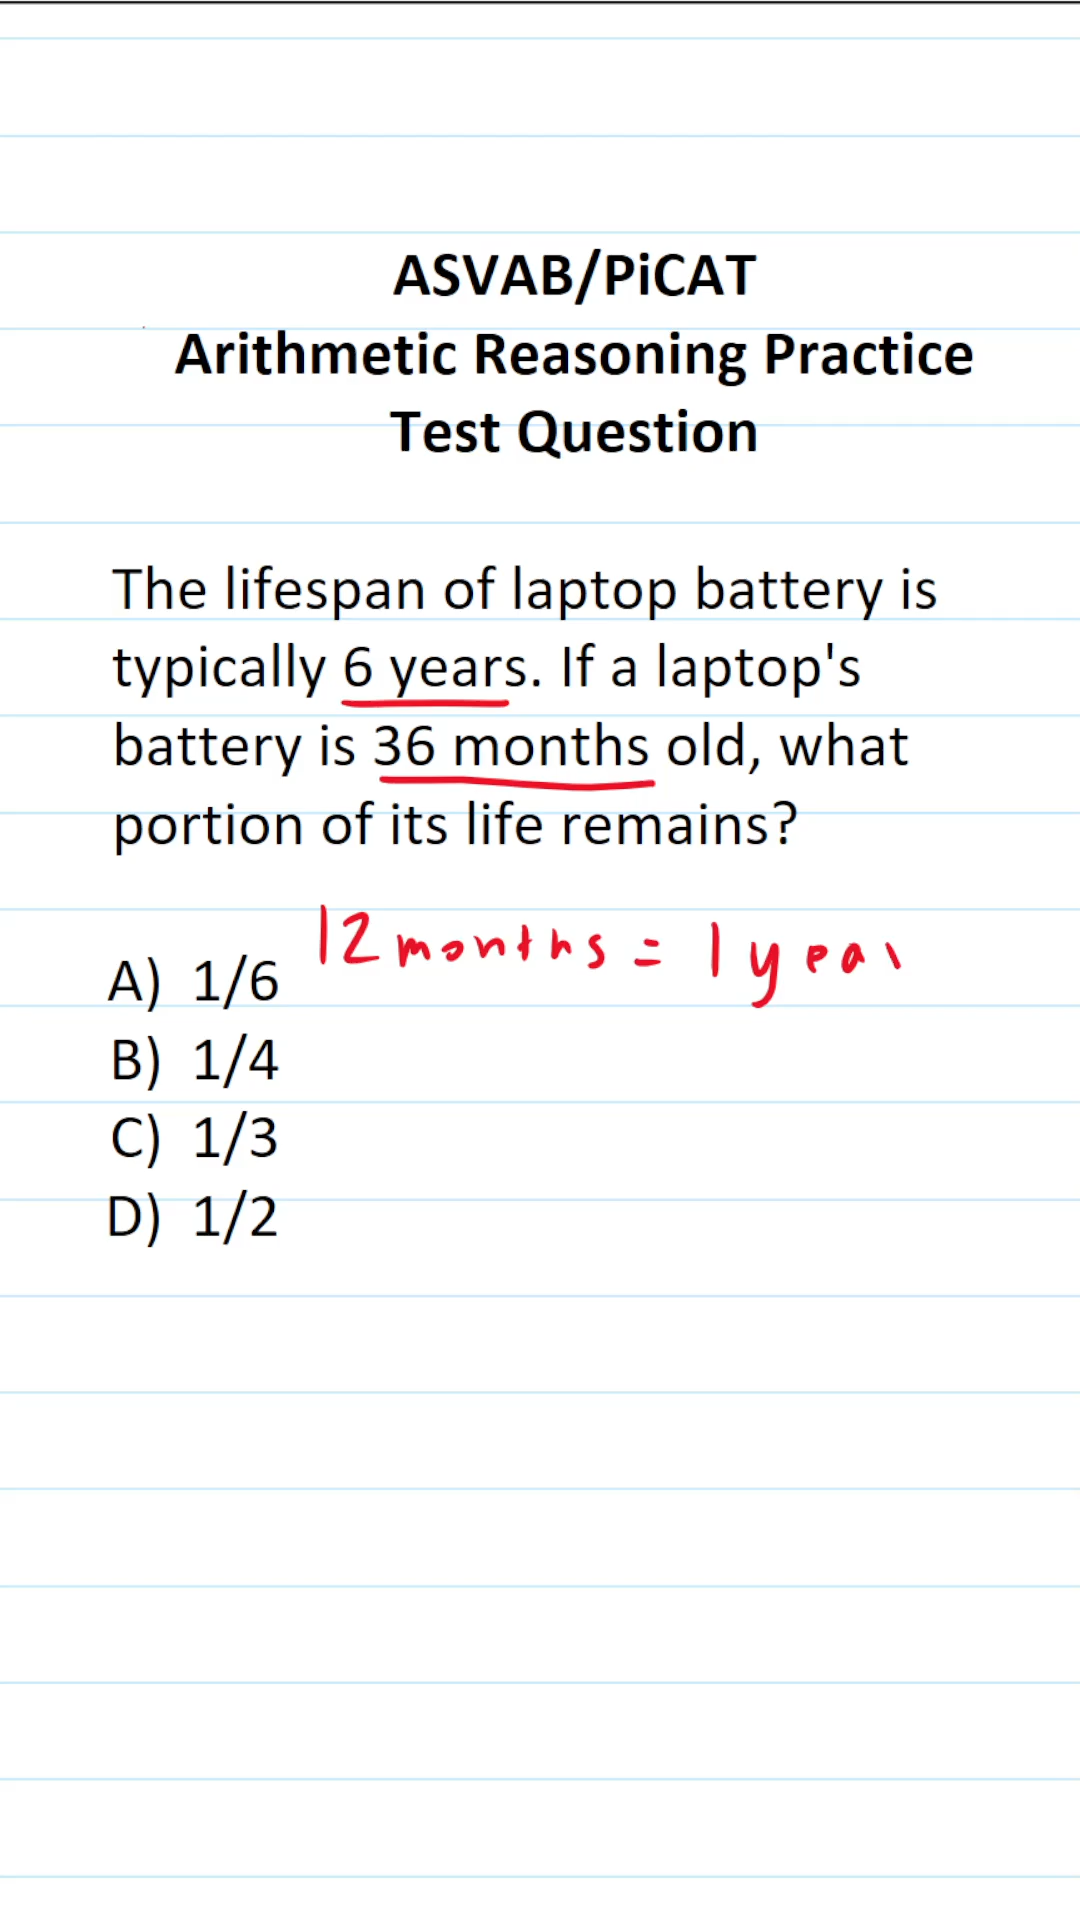 ASVAB/PiCAT
Arithmetic Reasoning Practice
Test Question
The lifespan of laptop battery is
typically 6 years. If a laptop's
battery is 36 months old, what
portion of its life remains?
12 months = 1 year
A) 1/6
B) 1/4
C) 1/3
D) 1/2